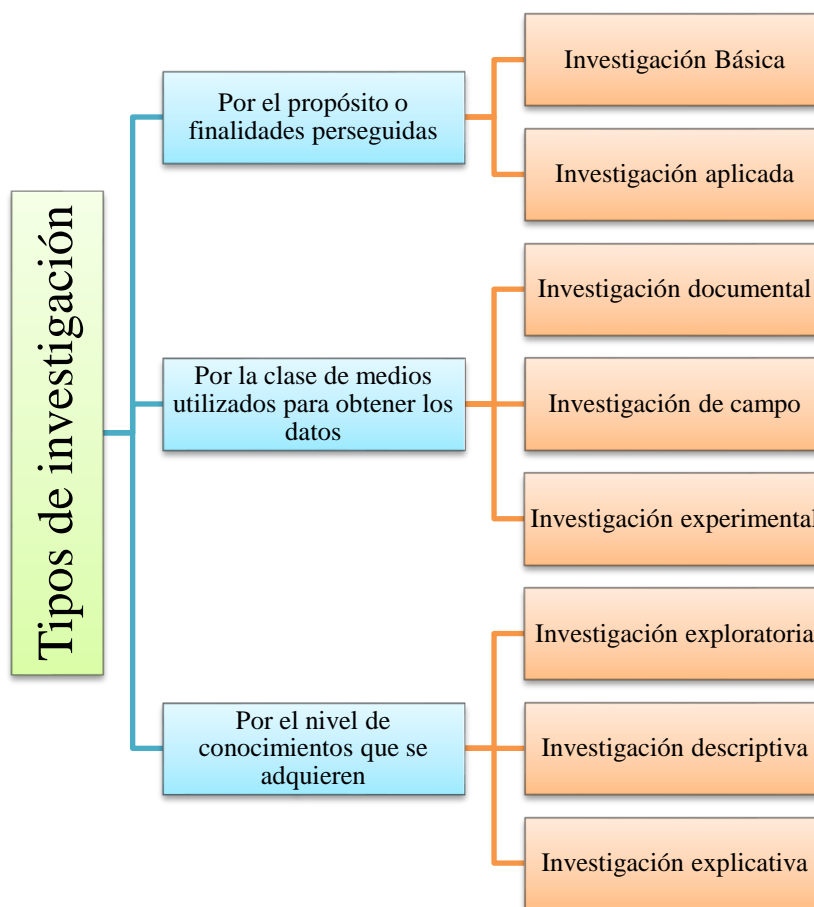 Tipos de investigación
Por el propósito o
finalidades perseguidas
Investigación Básica
Investigación aplicada
Por la clase de medios
utilizados para obtener los
datos
Investigación documental
Investigación de campo
Investigación experimental
Por el nivel de
conocimientos que se
adquieren
Investigación exploratoria
Investigación descriptiva
Investigación explicativa